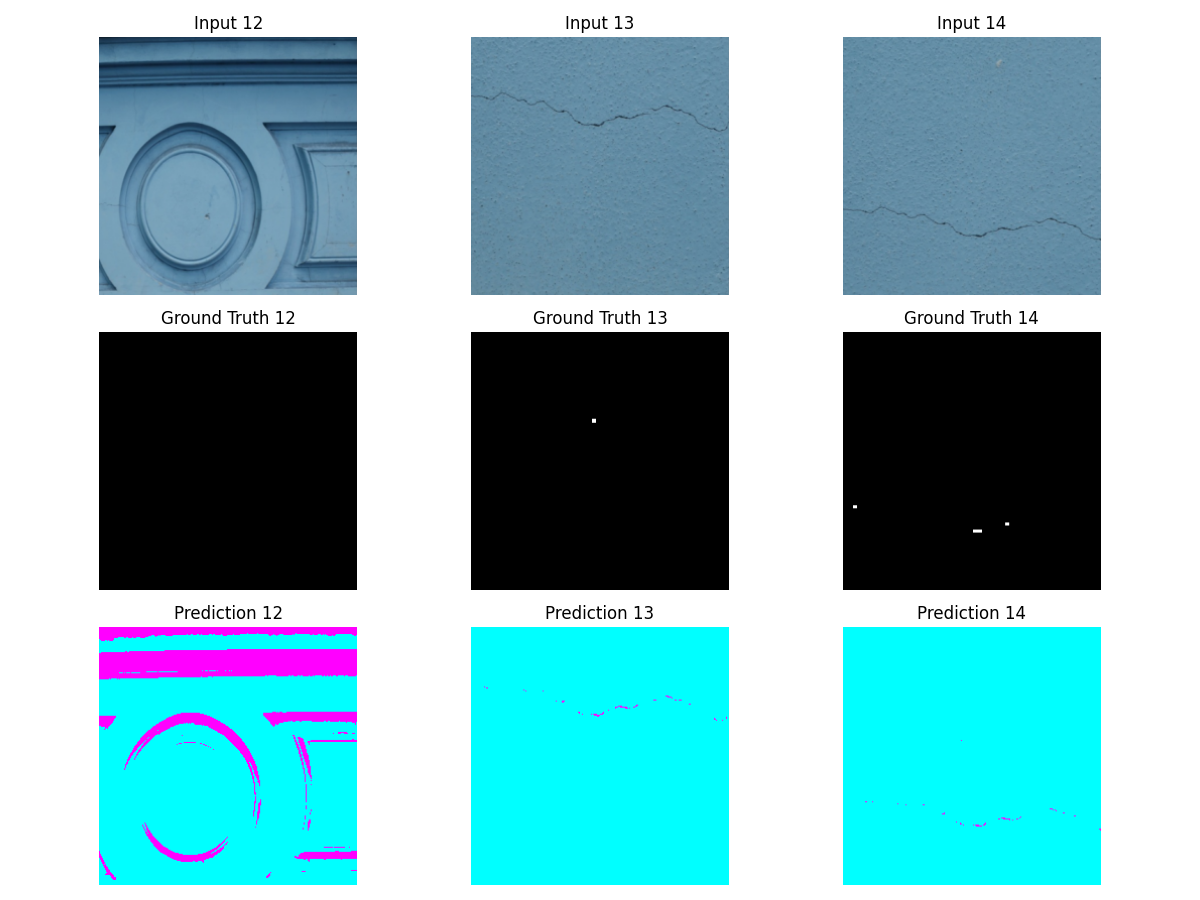 Input 12
Input 13
Input 14
Ground Truth 12
Ground Truth 13
Ground Truth 14
Prediction 12
Prediction 13
Prediction 14